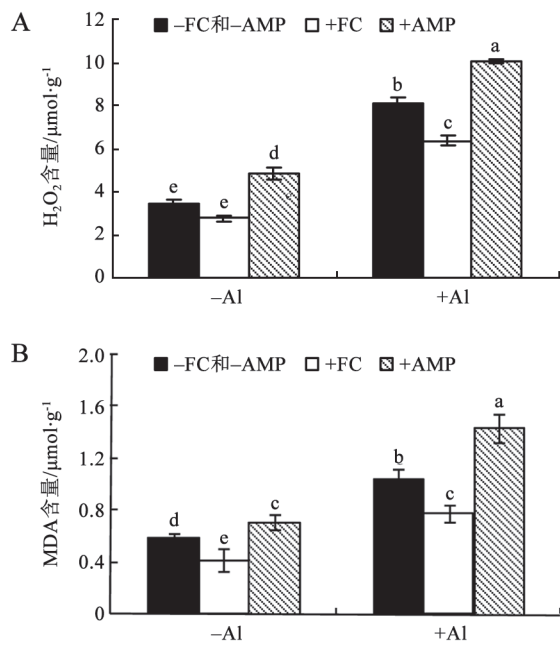 A
■ –FC和–AMP □ +FC ▨ +AMP
H₂O₂含量/μmol·g⁻¹
12
10
8
6
4
2
0
e
e
d
b
c
a
–Al
+Al
B
■ –FC和–AMP □ +FC ▨ +AMP
MDA含量/μmol·g⁻¹
2.0
1.6
1.2
0.8
0.4
0
d
e
c
b
c
a
–Al
+Al